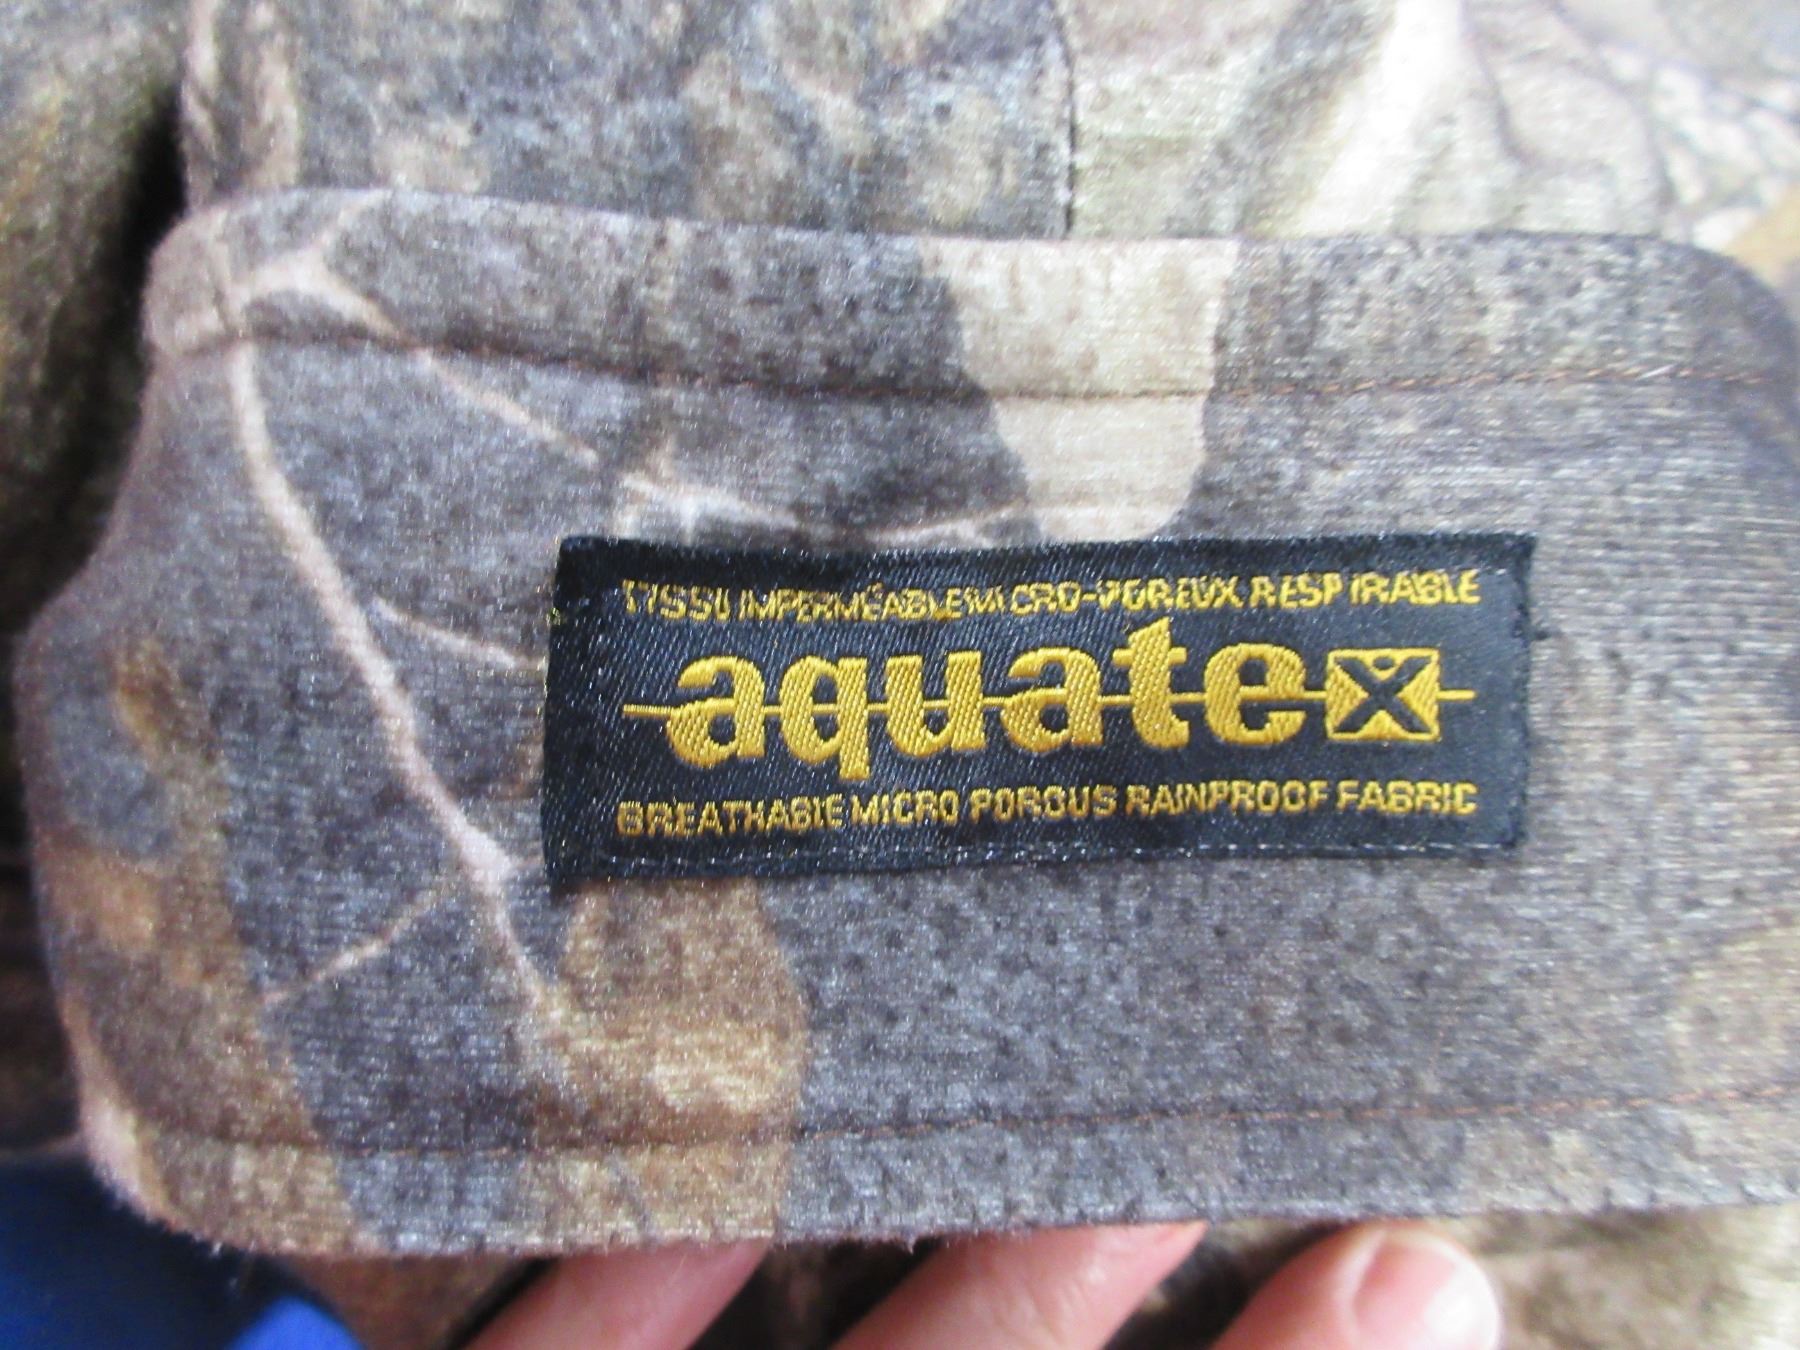 TISSU IMPERMÉABLE MICRO-POREUX RESPIRABLE
aquatex
BREATHABLE MICRO POROUS RAINPROOF FABRIC